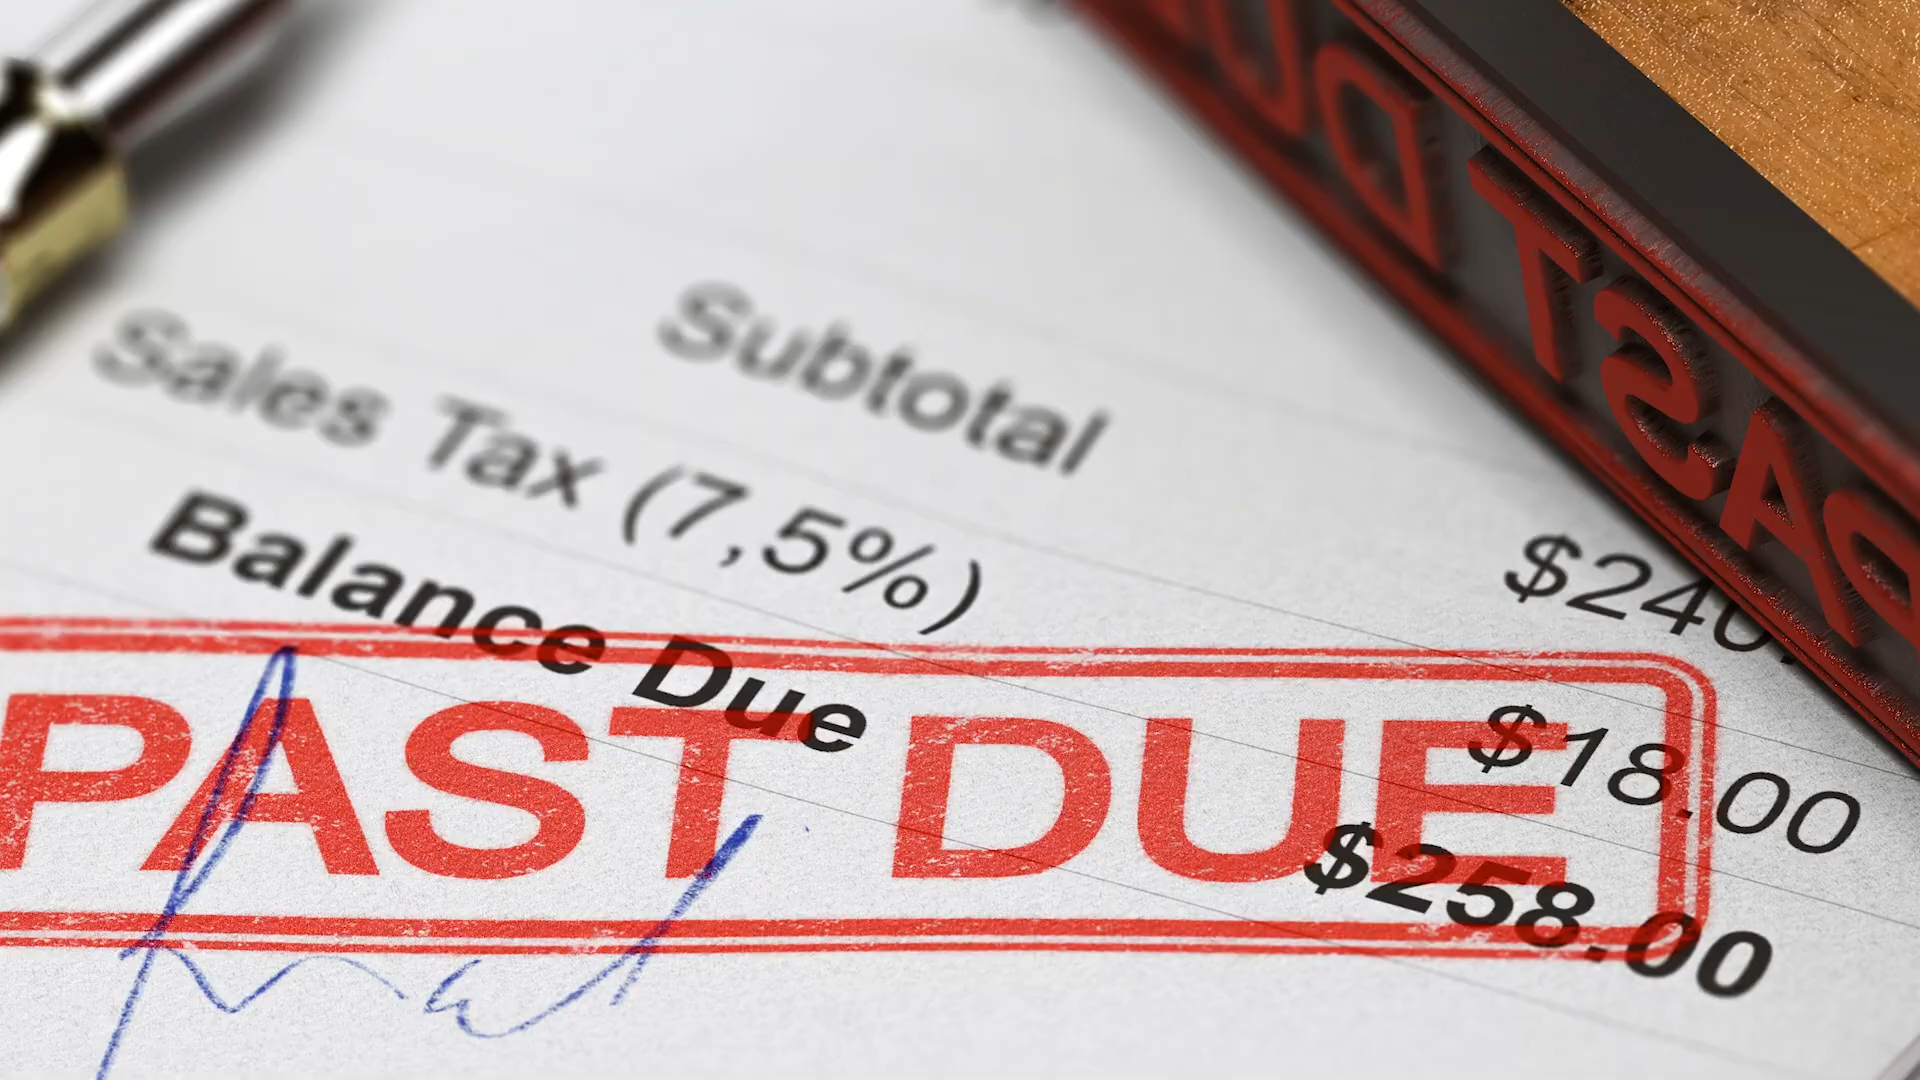 Subtotal $240.
Sales Tax (7,5%) $18.00
Balance Due $258.00
PAST DUE
PAST DU